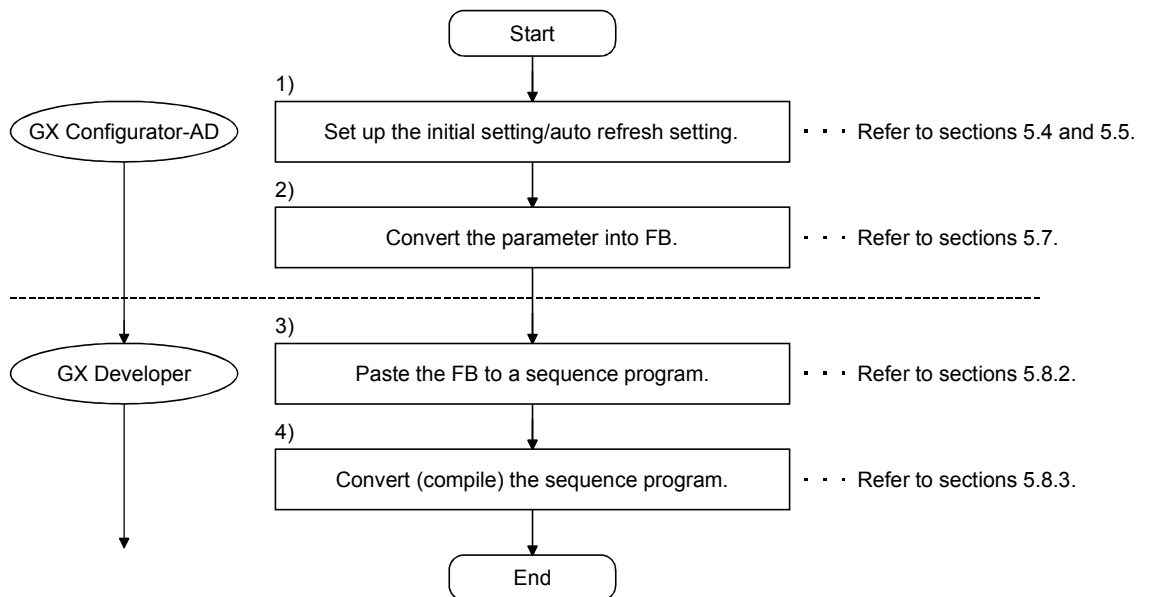 Start
1)
GX Configurator-AD
Set up the initial setting/auto refresh setting.
· · · Refer to sections 5.4 and 5.5.
2)
Convert the parameter into FB.
· · · Refer to sections 5.7.
3)
GX Developer
Paste the FB to a sequence program.
· · · Refer to sections 5.8.2.
4)
Convert (compile) the sequence program.
· · · Refer to sections 5.8.3.
End